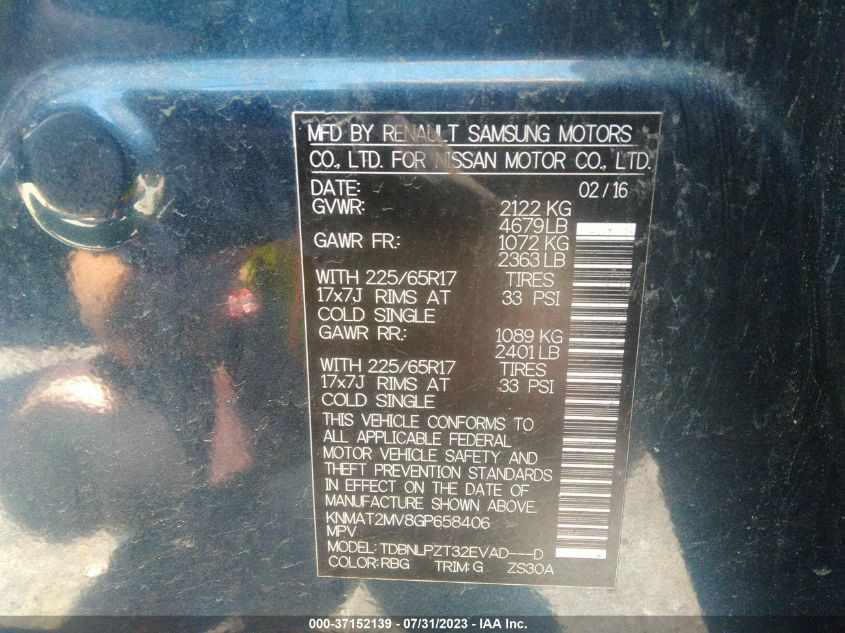 MFD BY RENAULT SAMSUNG MOTORS
CO., LTD. FOR NISSAN MOTOR CO., LTD.
DATE: 02/16
GVWR: 2122 KG
4679 LB
GAWR FR.: 1072 KG
2363 LB
WITH 225/65R17 TIRES
17x7J RIMS AT 33 PSI
COLD SINGLE
GAWR RR.: 1089 KG
2401 LB
WITH 225/65R17 TIRES
17x7J RIMS AT 33 PSI
COLD SINGLE
THIS VEHICLE CONFORMS TO
ALL APPLICABLE FEDERAL
MOTOR VEHICLE SAFETY AND
THEFT PREVENTION STANDARDS
IN EFFECT ON THE DATE OF
MANUFACTURE SHOWN ABOVE.
KNMAT2MV8GP658406
MPV
MODEL: TDBNLPZT32EVAD---D
COLOR: RBG TRIM: G ZS30A
000-37152139 - 07/31/2023 - IAA Inc.